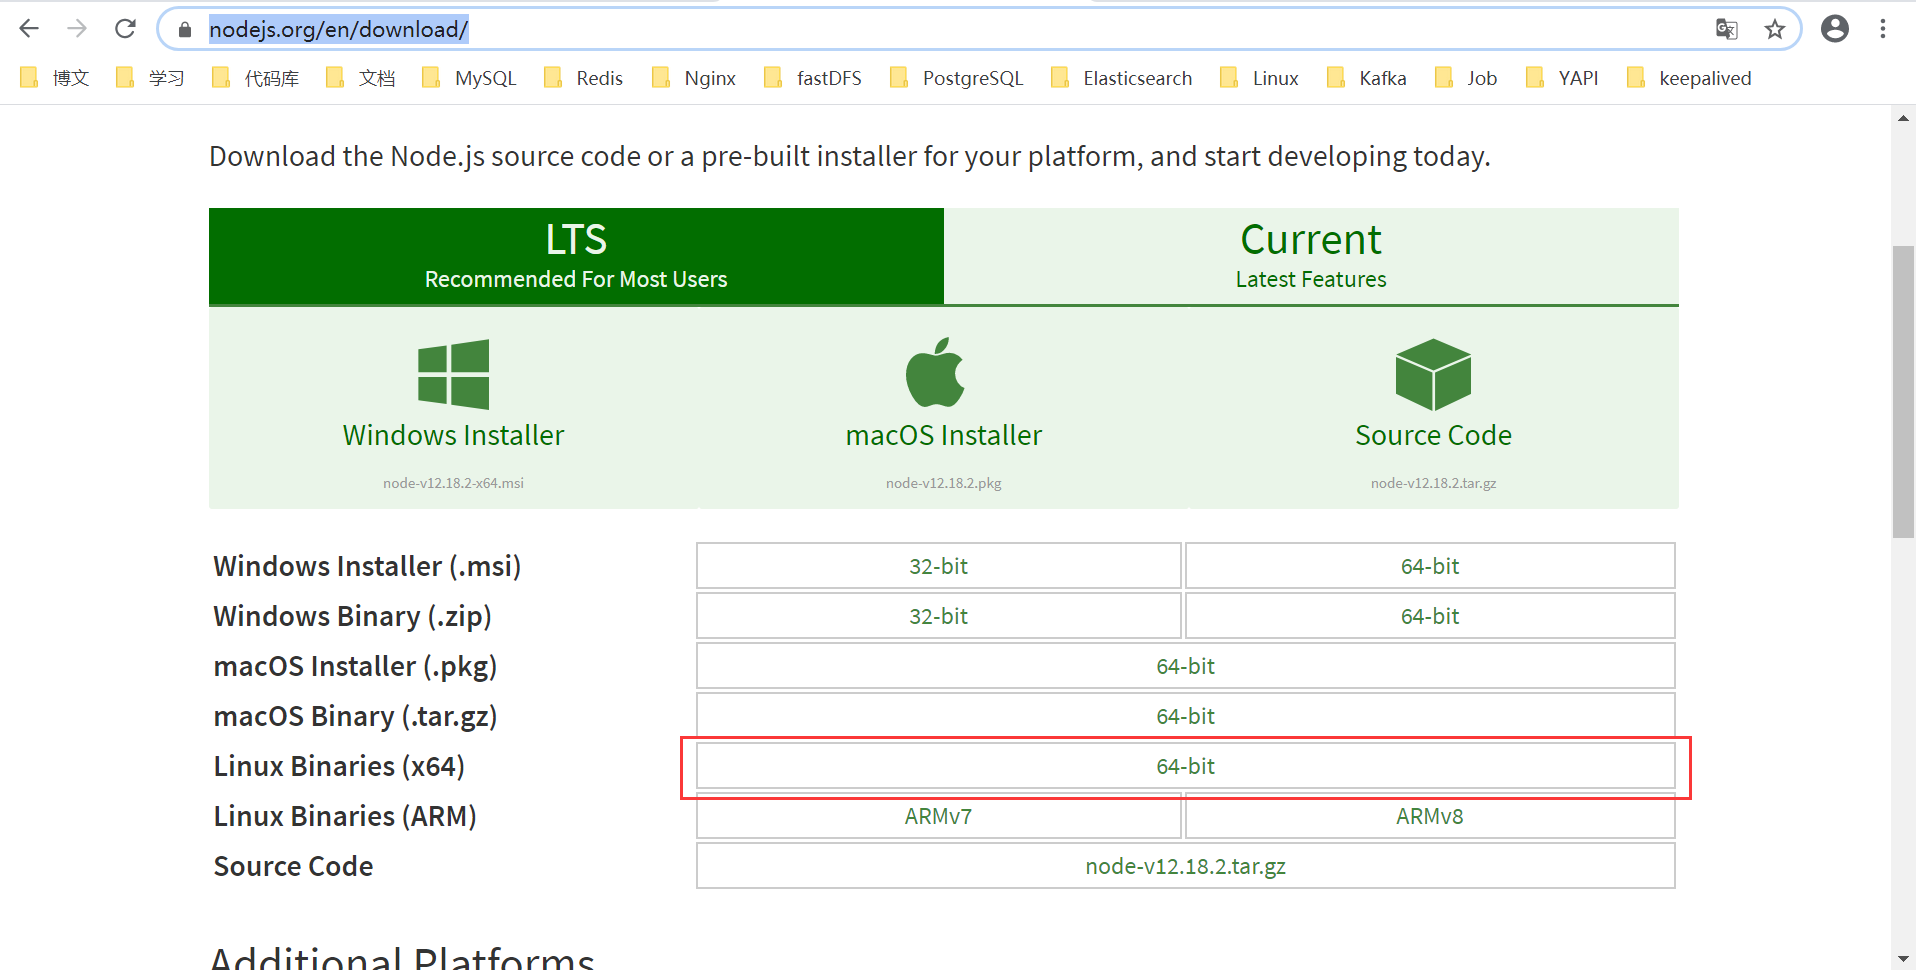 nodejs.org/en/download/
博文 学习 代码库 文档 MySQL Redis Nginx fastDFS PostgreSQL Elasticsearch Linux Kafka Job YAPI keepalived
Download the Node.js source code or a pre-built installer for your platform, and start developing today.
LTS
Recommended For Most Users
Current
Latest Features
Windows Installer
node-v12.18.2-x64.msi
macOS Installer
node-v12.18.2.pkg
Source Code
node-v12.18.2.tar.gz
Windows Installer (.msi) 32-bit 64-bit
Windows Binary (.zip) 32-bit 64-bit
macOS Installer (.pkg) 64-bit
macOS Binary (.tar.gz) 64-bit
Linux Binaries (x64) 64-bit
Linux Binaries (ARM) ARMv7 ARMv8
Source Code node-v12.18.2.tar.gz
Additional Platforms